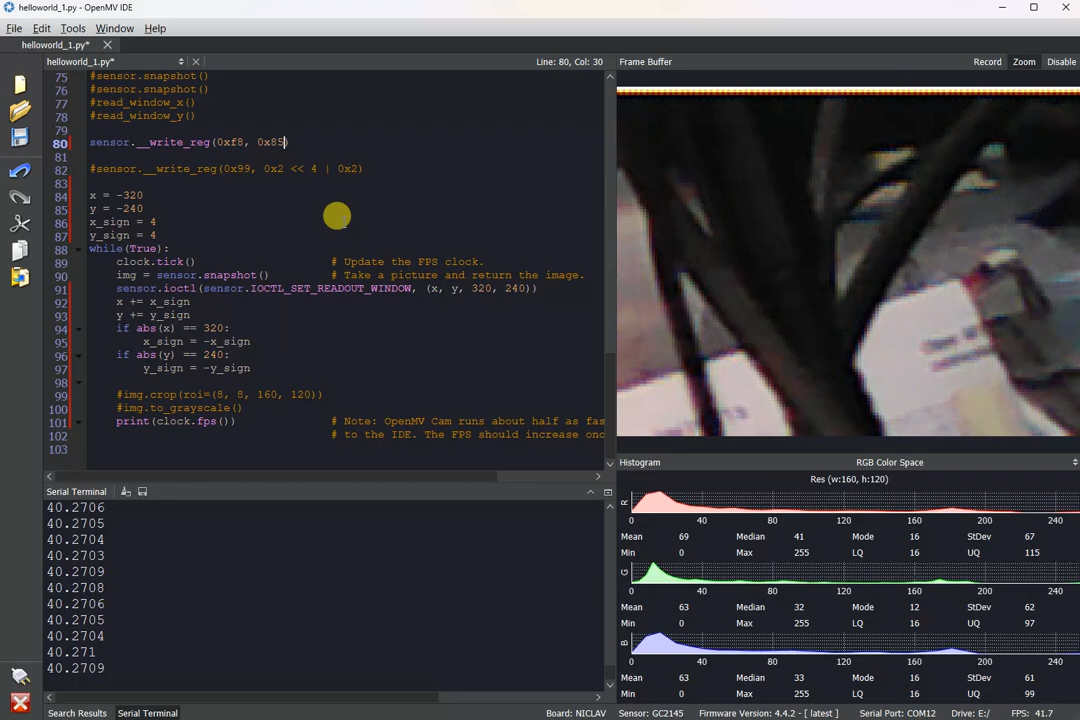 helloworld_1.py* - OpenMV IDE
File Edit Tools Window Help
helloworld_1.py*
helloworld_1.py* Line: 80, Col: 30 Frame Buffer Record Zoom Disable
75 #sensor.snapshot()
76 #sensor.snapshot()
77 #read_window_x()
78 #read_window_y()
79
80 sensor.__write_reg(0xf8, 0x85)
81
82 #sensor.__write_reg(0x99, 0x2 << 4 | 0x2)
83
84 x = -320
85 y = -240
86 x_sign = 4
87 y_sign = 4
88 while(True):
89 clock.tick() # Update the FPS clock.
90 img = sensor.snapshot() # Take a picture and return the image.
91 sensor.ioctl(sensor.IOCTL_SET_READOUT_WINDOW, (x, y, 320, 240))
92 x += x_sign
93 y += y_sign
94 if abs(x) == 320:
95 x_sign = -x_sign
96 if abs(y) == 240:
97 y_sign = -y_sign
98
99 #img.crop(roi=(8, 8, 160, 120))
100 #img.to_grayscale()
101 print(clock.fps()) # Note: OpenMV Cam runs about half as fas
102 # to the IDE. The FPS should increase onc
103
Histogram RGB Color Space
Res (w:160, h:120)
R
0 40 80 120 160 200 240
Mean 69 Median 41 Mode 16 StDev 67
Min 0 Max 255 LQ 16 UQ 115
G
0 40 80 120 160 200 240
Mean 63 Median 32 Mode 12 StDev 62
Min 0 Max 255 LQ 16 UQ 97
B
0 40 80 120 160 200 240
Mean 63 Median 33 Mode 14 StDev 61
Min 0 Max 255 LQ 16 UQ 99
Serial Terminal
40.2706
40.2705
40.2704
40.2703
40.2709
40.2708
40.2706
40.2705
40.2704
40.271
40.2709
Search Results Serial Terminal Board: NICLAV Sensor: GC2145 Firmware Version: 4.4.2 - [ latest ] Serial Port: COM12 Drive: E:/ FPS: 41.7